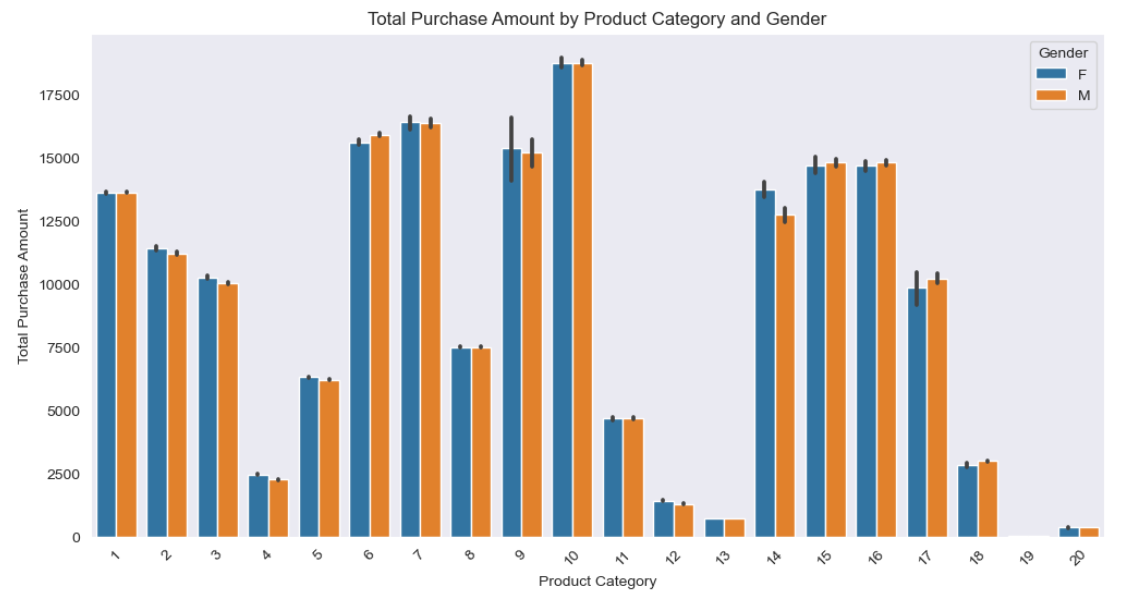 Total Purchase Amount by Product Category and Gender
Gender
F
M
17500
15000
12500
10000
7500
5000
2500
0
Total Purchase Amount
1 2 3 4 5 6 7 8 9 10 11 12 13 14 15 16 17 18 19 20
Product Category